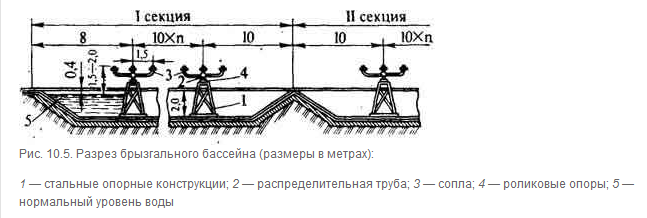 I секция II секция
8 10×n 10 10 10×n
1,5
0,4 1,5–2,0 3
2 4
2,0
5 1
Рис. 10.5. Разрез брызгального бассейна (размеры в метрах):
1 — стальные опорные конструкции; 2 — распределительная труба; 3 — сопла; 4 — роликовые опоры; 5 —
нормальный уровень воды